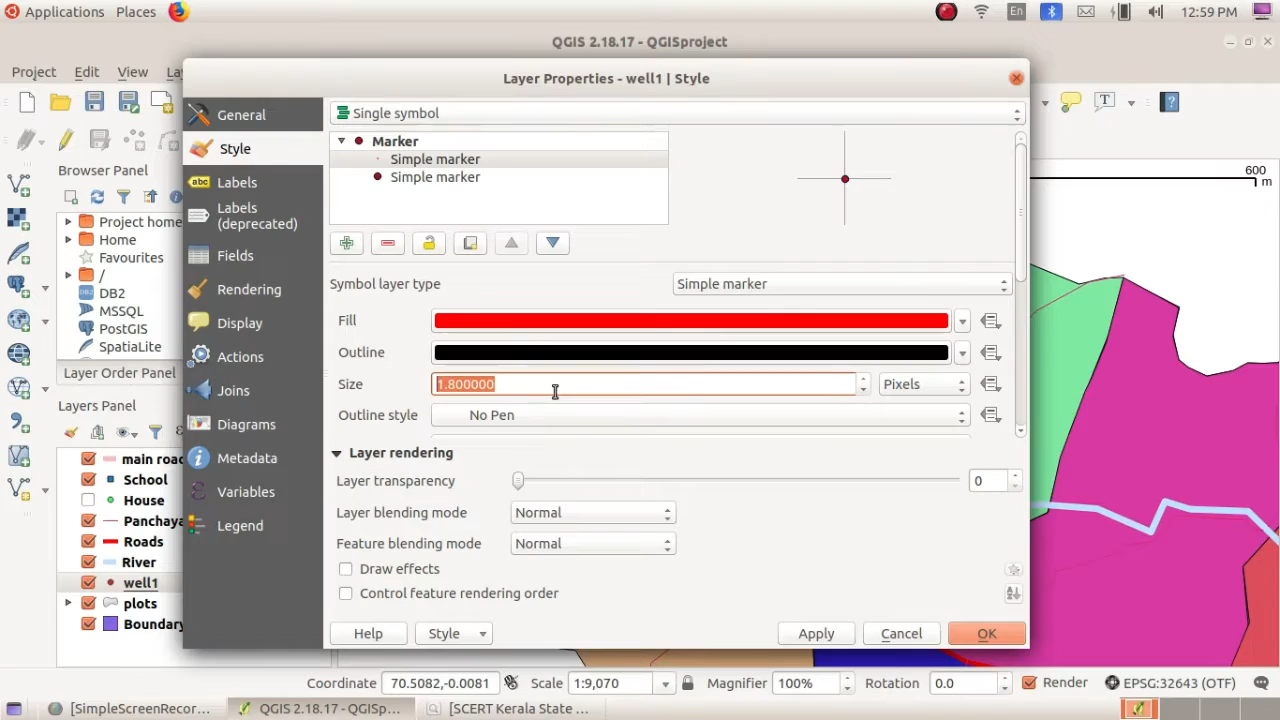 Applications Places En 12:59 PM
QGIS 2.18.17 - QGISproject
Project Edit View La
Layer Properties - well1 | Style
General
Style
Labels
Labels
(deprecated)
Fields
Rendering
Display
Actions
Joins
Diagrams
Metadata
Variables
Legend
Single symbol
Marker
Simple marker
Simple marker
Symbol layer type Simple marker
Fill
Outline
Size 1.800000 Pixels
Outline style No Pen
Layer rendering
Layer transparency 0
Layer blending mode Normal
Feature blending mode Normal
Draw effects
Control feature rendering order
Help Style Apply Cancel OK
Browser Panel
Project home
Home
Favourites
/
DB2
MSSQL
PostGIS
SpatiaLite
Layer Order Panel
Layers Panel
main roa
School
House
Panchaya
Roads
River
well1
plots
Boundary
600
m
Coordinate 70.5082,-0.0081 Scale 1:9,070 Magnifier 100% Rotation 0.0 Render EPSG:32643 (OTF)
[SimpleScreenRecor... QGIS 2.18.17 - QGISp... [SCERT Kerala State ...